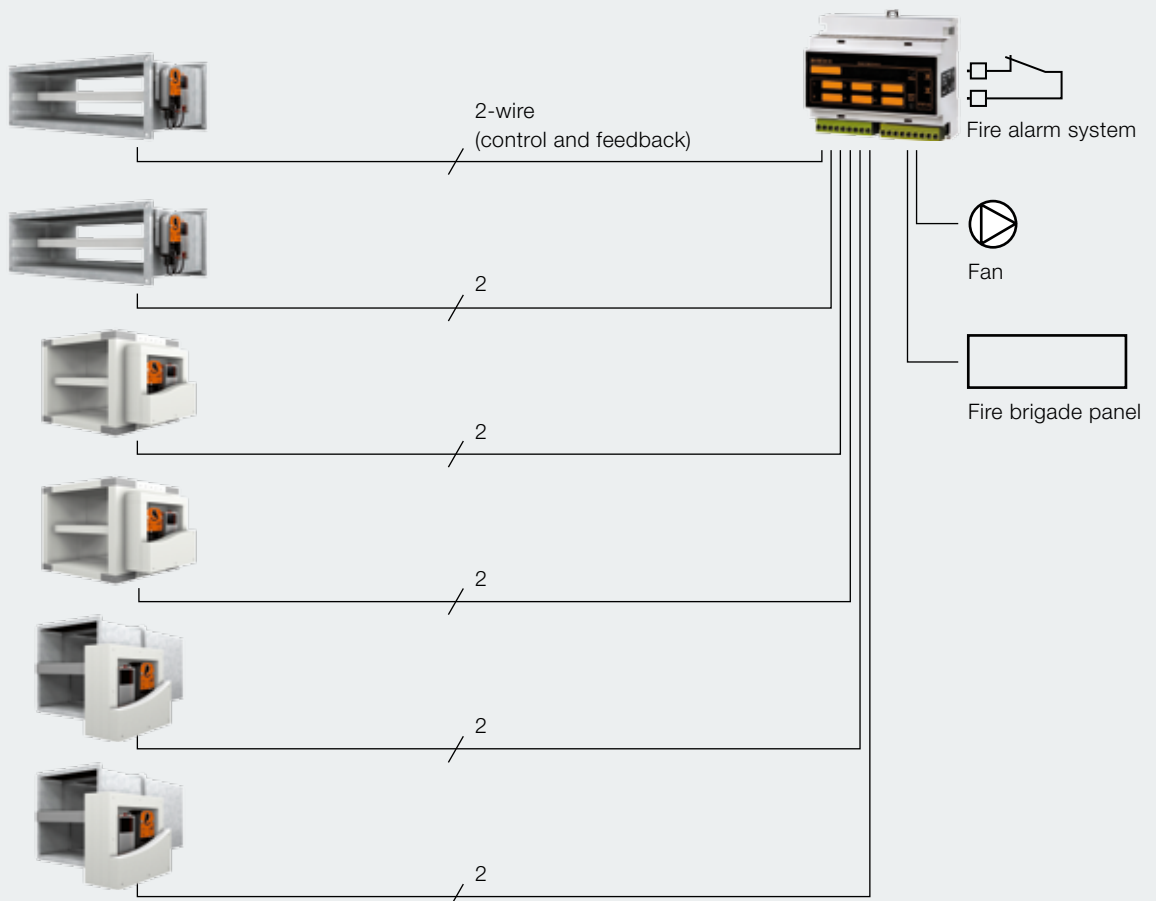 2-wire
(control and feedback)
Fire alarm system
2
Fan
2
Fire brigade panel
2
2
2